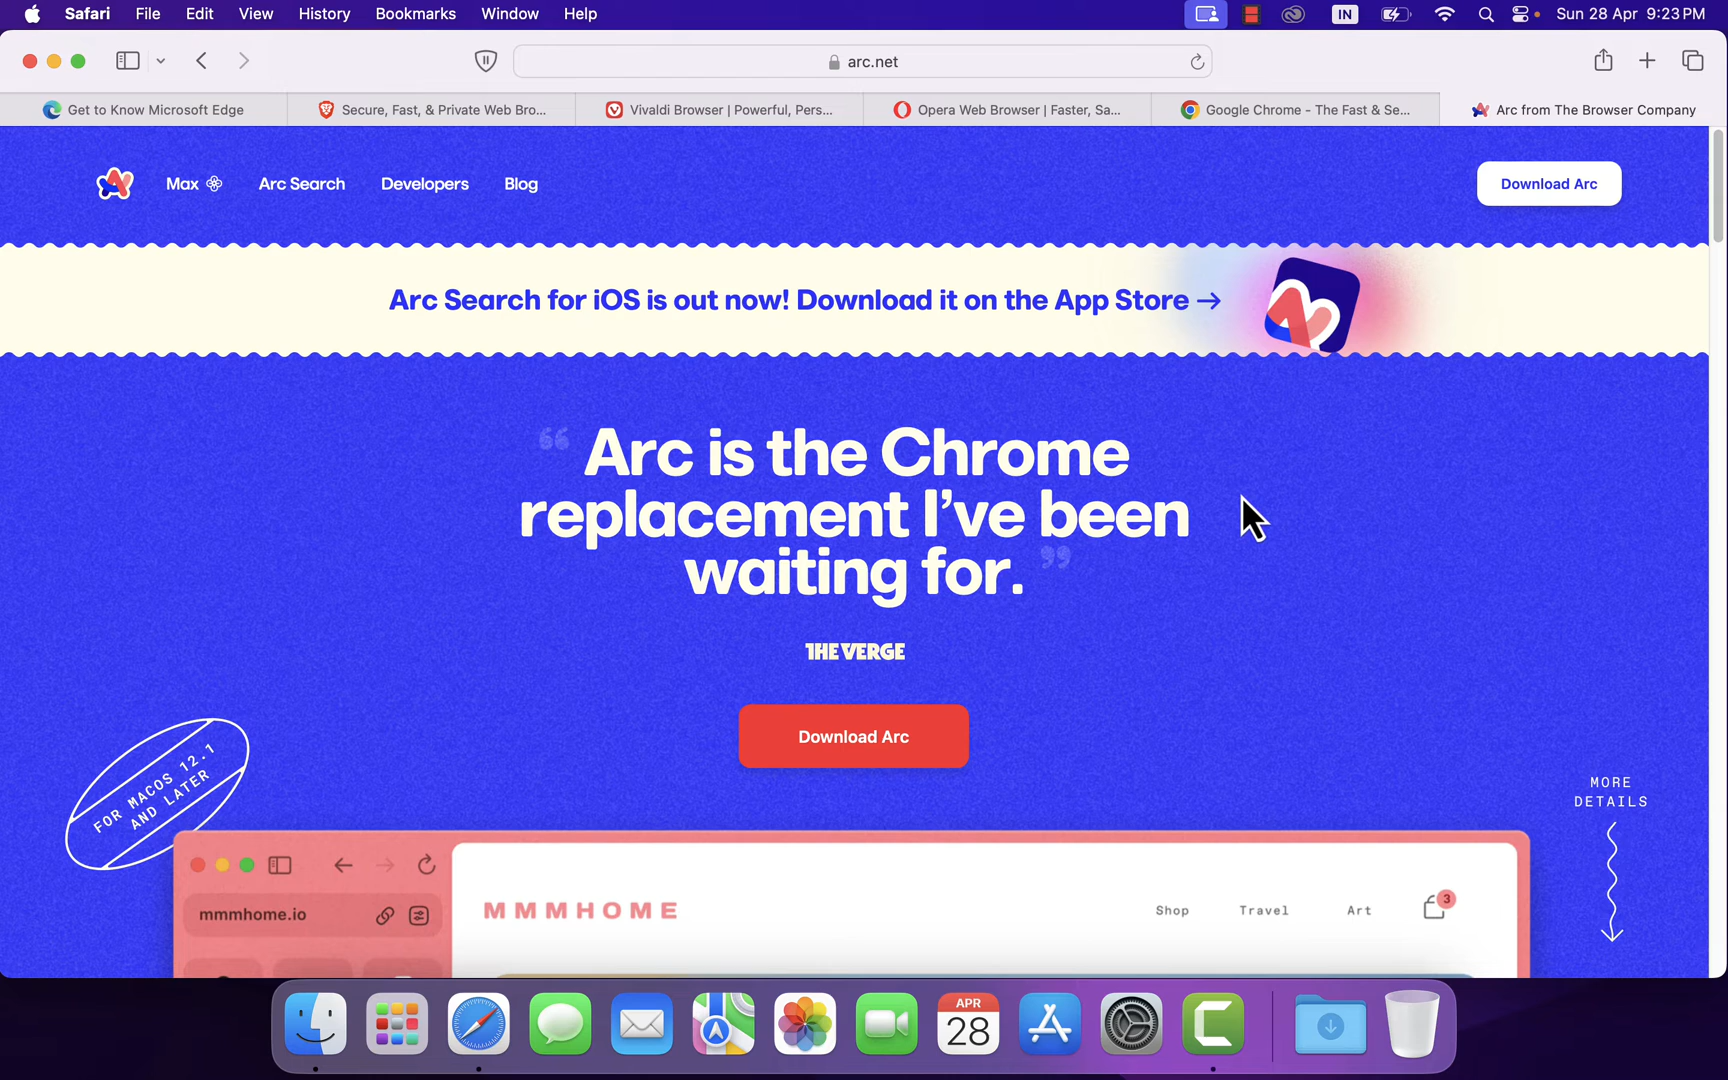 Safari File Edit View History Bookmarks Window Help IN Sun 28 Apr 9:23 PM
arc.net
Get to Know Microsoft Edge
Secure, Fast, & Private Web Bro...
Vivaldi Browser | Powerful, Pers...
Opera Web Browser | Faster, Sa...
Google Chrome - The Fast & Se...
Arc from The Browser Company
Max Arc Search Developers Blog Download Arc
Arc Search for iOS is out now! Download it on the App Store →
“Arc is the Chrome
replacement I’ve been
waiting for.”
THE VERGE
Download Arc
FOR MACOS 12.1
AND LATER
MORE
DETAILS
mmmhome.io
MMMHOME
Shop Travel Art 3
APR
28